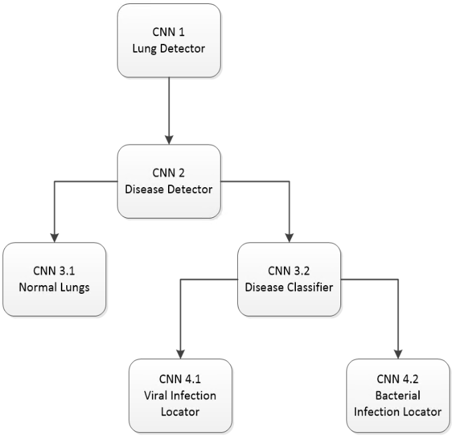 CNN 1
Lung Detector
CNN 2
Disease Detector
CNN 3.1
Normal Lungs
CNN 3.2
Disease Classifier
CNN 4.1
Viral Infection
Locator
CNN 4.2
Bacterial
Infection Locator